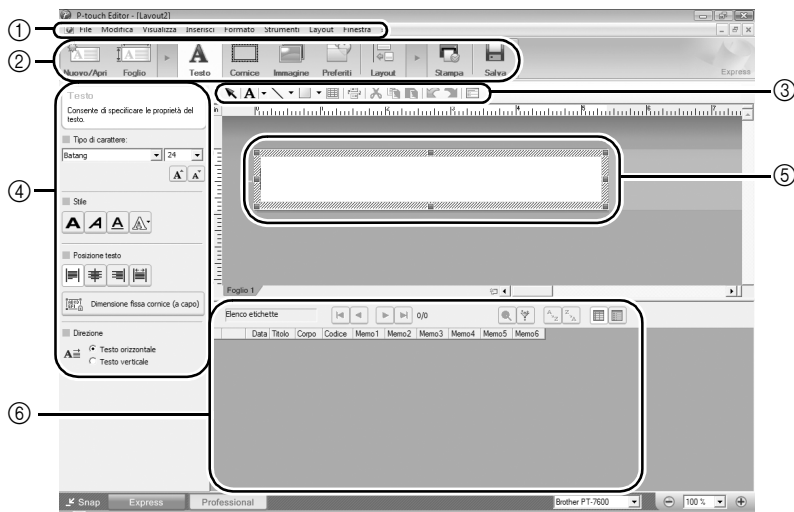 P-touch Editor - [Layout2]
① File Modifica Visualizza Inserisci Formato Strumenti Layout Finestra
② Nuovo/Apri Foglio Testo Cornice Immagine Preferiti Layout Stampa Salva Express
③
Testo
Consente di specificare le proprietà del
testo.
Tipo di carattere:
Batang 24
④
Stile
Posizione testo
Dimensione fissa cornice (a capo)
Direzione
Testo orizzontale
Testo verticale
⑤
Foglio 1
⑥
Elenco etichette 0/0
Data Titolo Corpo Codice Memo1 Memo2 Memo3 Memo4 Memo5 Memo6
Snap Express Professional Brother PT-7600 100 %